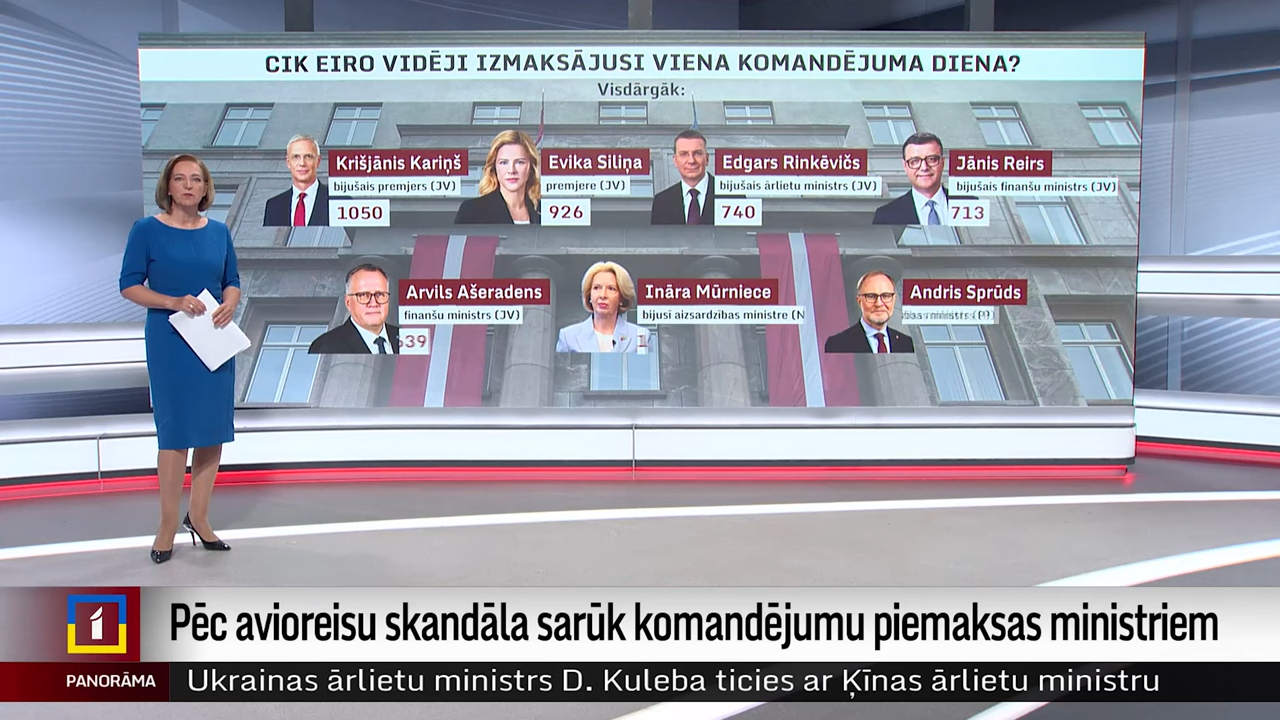 CIK EIRO VIDĒJI IZMAKSĀJUSI VIENA KOMANDĒJUMA DIENA?
Visdārgāk:
Krišjānis Kariņš
bijušais premjers (JV)
1050
Evika Siliņa
premjere (JV)
926
Edgars Rinkēvičs
bijušais ārlietu ministrs (JV)
740
Jānis Reirs
bijušais finanšu ministrs (JV)
713
Arvils Ašeradens
finanšu ministrs (JV)
39
Ināra Mūrniece
bijusī aizsardzības ministre (N
Andris Sprūds
1
Pēc avioreisu skandāla sarūk komandējumu piemaksas ministriem
PANORĀMA
Ukrainas ārlietu ministrs D. Kuleba ticies ar Ķīnas ārlietu ministru